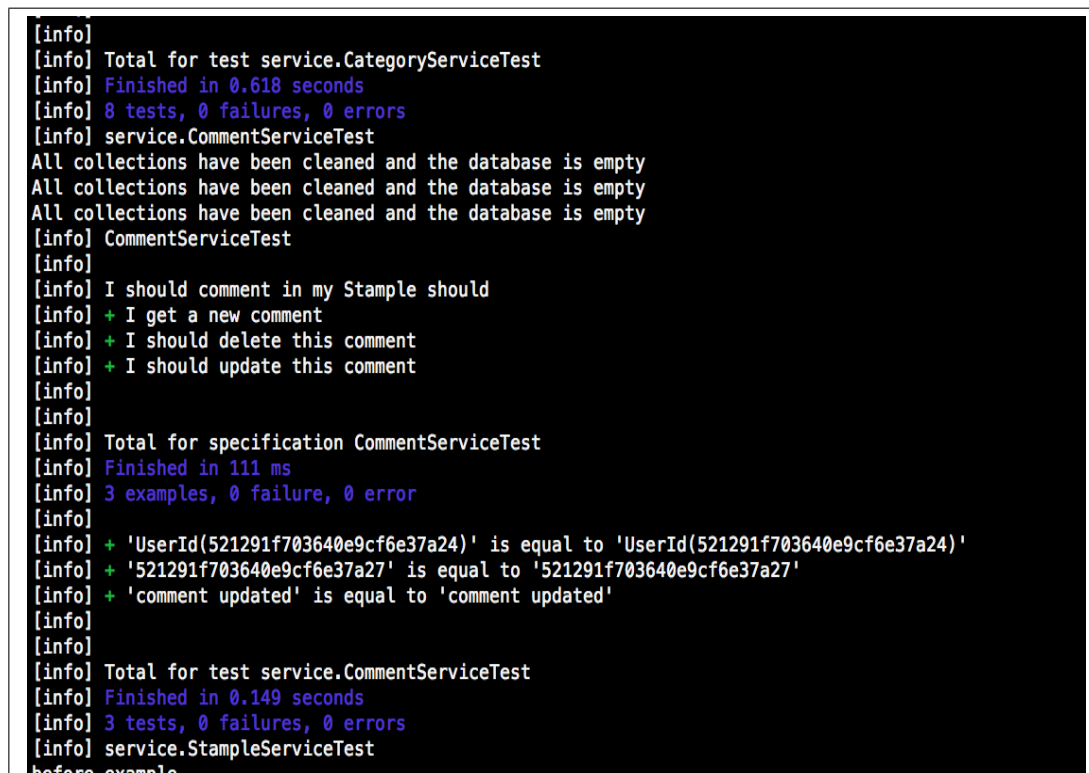 [info]
[info] Total for test service.CategoryServiceTest
[info] Finished in 0.618 seconds
[info] 8 tests, 0 failures, 0 errors
[info] service.CommentServiceTest
All collections have been cleaned and the database is empty
All collections have been cleaned and the database is empty
All collections have been cleaned and the database is empty
[info] CommentServiceTest
[info]
[info] I should comment in my Stample should
[info] + I get a new comment
[info] + I should delete this comment
[info] + I should update this comment
[info]
[info]
[info] Total for specification CommentServiceTest
[info] Finished in 111 ms
[info] 3 examples, 0 failure, 0 error
[info]
[info] + 'UserId(521291f703640e9cf6e37a24)' is equal to 'UserId(521291f703640e9cf6e37a24)'
[info] + '521291f703640e9cf6e37a27' is equal to '521291f703640e9cf6e37a27'
[info] + 'comment updated' is equal to 'comment updated'
[info]
[info]
[info] Total for test service.CommentServiceTest
[info] Finished in 0.149 seconds
[info] 3 tests, 0 failures, 0 errors
[info] service.StampleServiceTest
before example